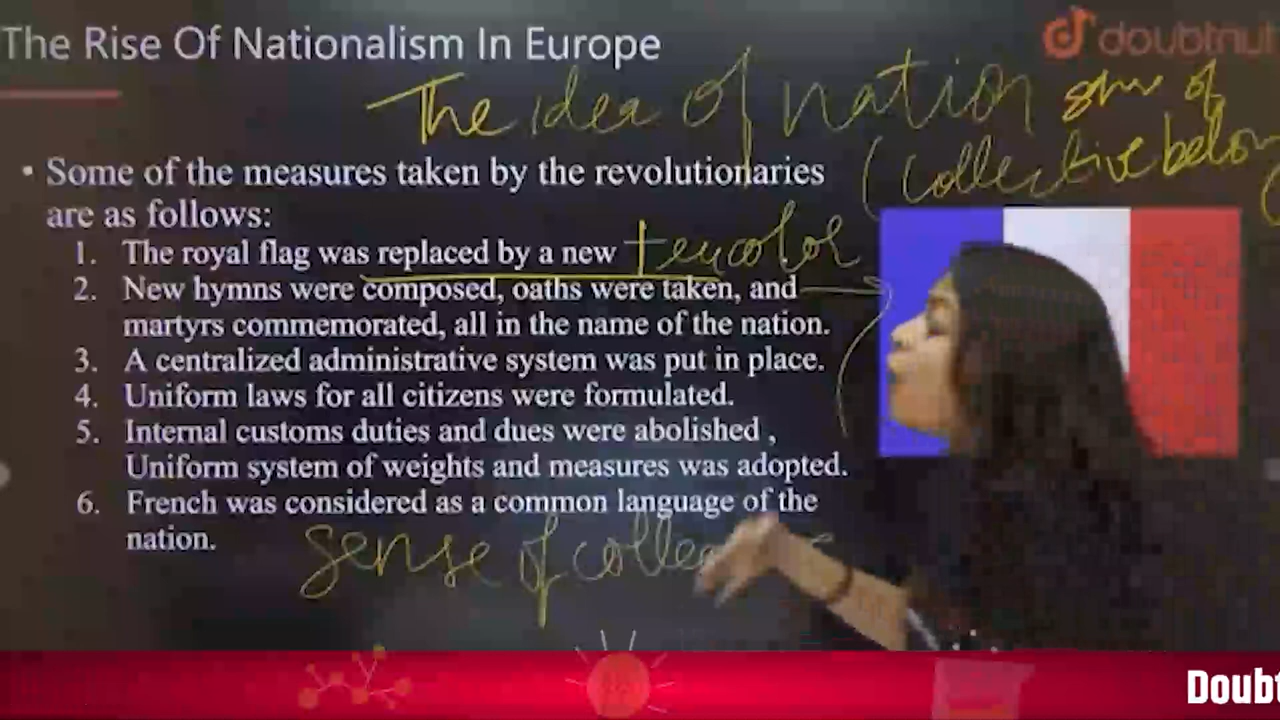 The Rise Of Nationalism In Europe
doubtnut
The idea of nation
sense of
(collective belong
• Some of the measures taken by the revolutionaries
are as follows:
1. The royal flag was replaced by a new
2. New hymns were composed, oaths were taken, and
martyrs commemorated, all in the name of the nation.
3. A centralized administrative system was put in place.
4. Uniform laws for all citizens were formulated.
5. Internal customs duties and dues were abolished ,
Uniform system of weights and measures was adopted.
6. French was considered as a common language of the
nation.
sense of colle
Doubt